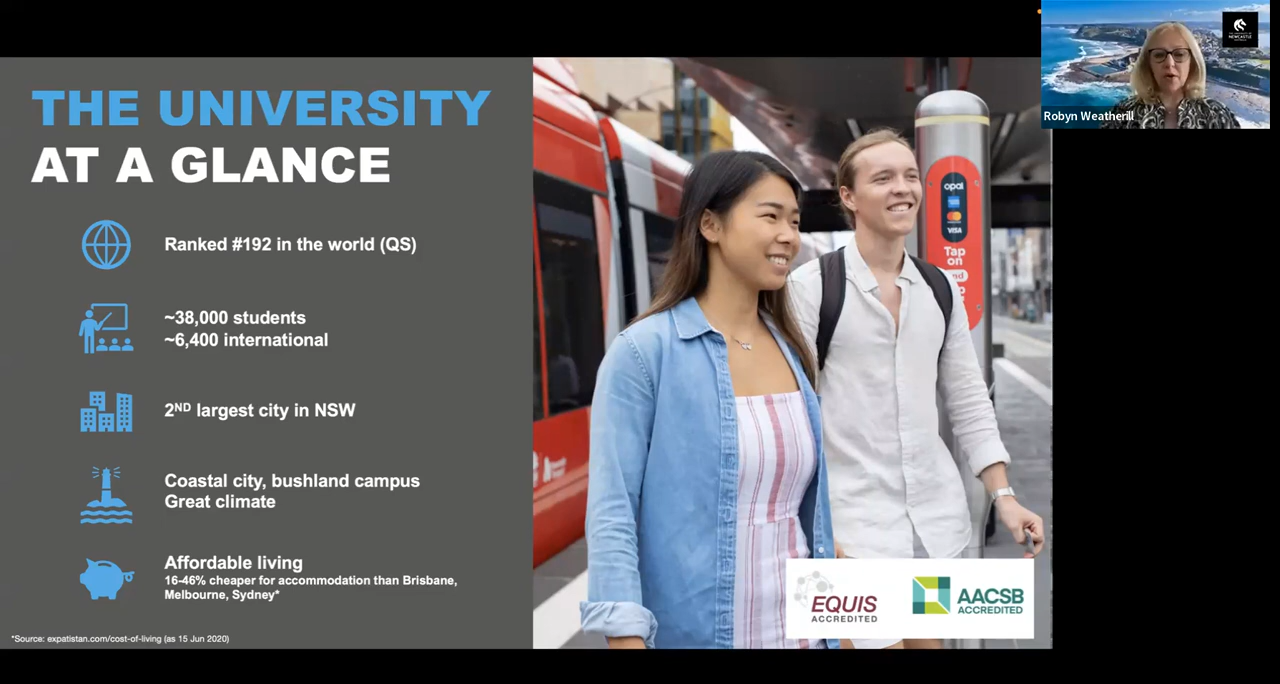 THE UNIVERSITY
AT A GLANCE
Ranked #192 in the world (QS)
~38,000 students
~6,400 international
2ND largest city in NSW
Coastal city, bushland campus
Great climate
Affordable living
16-46% cheaper for accommodation than Brisbane,
Melbourne, Sydney*
*Source: expatistan.com/cost-of-living (as 15 Jun 2020)
opal
VISA
Tap
on
EQUIS
ACCREDITED
AACSB
ACCREDITED
NEWCASTLE
Robyn Weatherill